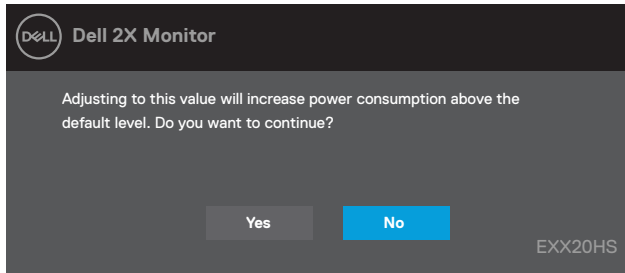 DELL
Dell 2X Monitor
Adjusting to this value will increase power consumption above the
default level. Do you want to continue?
Yes
No
EXX20HS